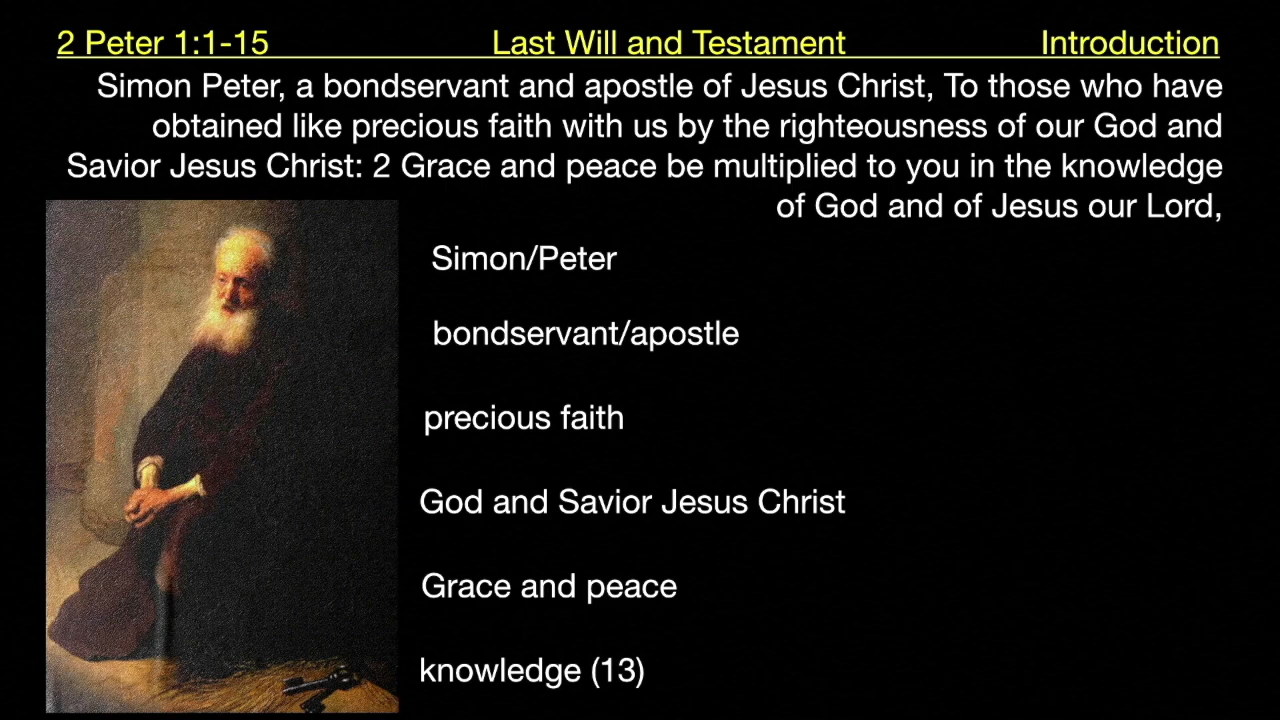 2 Peter 1:1-15 Last Will and Testament Introduction
Simon Peter, a bondservant and apostle of Jesus Christ, To those who have
obtained like precious faith with us by the righteousness of our God and
Savior Jesus Christ: 2 Grace and peace be multiplied to you in the knowledge
of God and of Jesus our Lord,
Simon/Peter
bondservant/apostle
precious faith
God and Savior Jesus Christ
Grace and peace
knowledge (13)